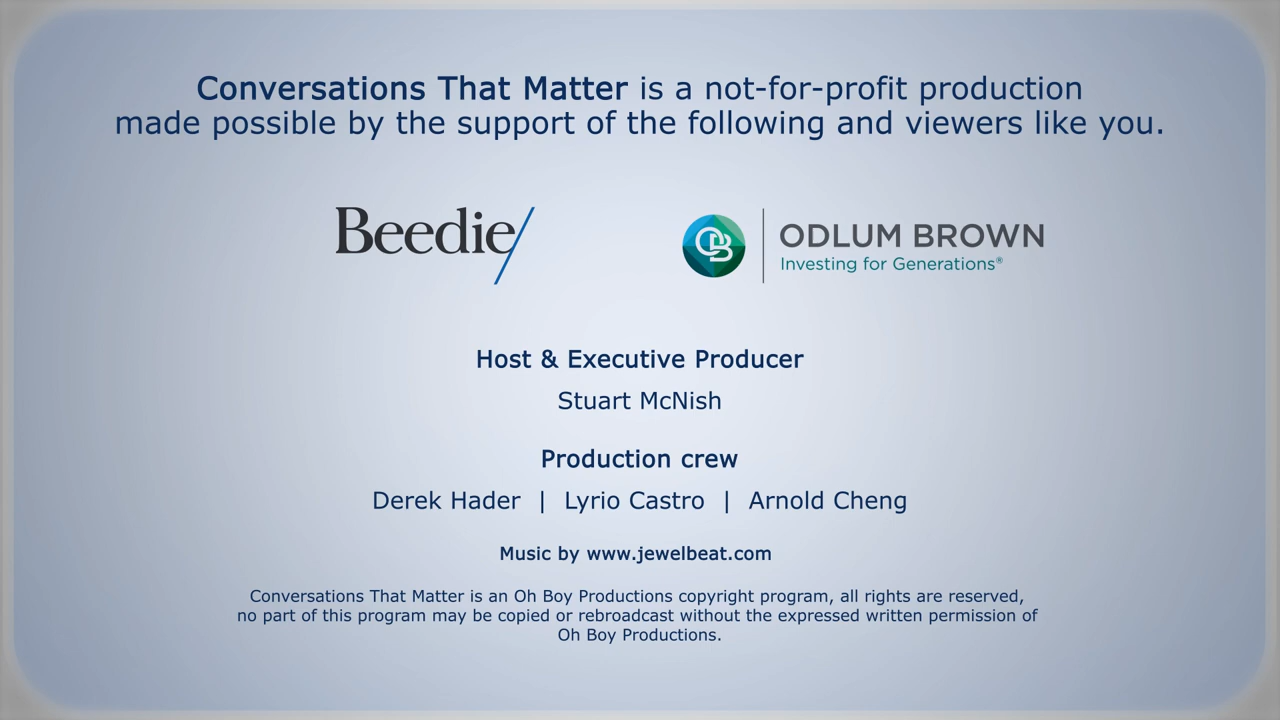 Conversations That Matter is a not-for-profit production
made possible by the support of the following and viewers like you.
Beedie/
OB
ODLUM BROWN
Investing for Generations®
Host & Executive Producer
Stuart McNish
Production crew
Derek Hader | Lyrio Castro | Arnold Cheng
Music by www.jewelbeat.com
Conversations That Matter is an Oh Boy Productions copyright program, all rights are reserved,
no part of this program may be copied or rebroadcast without the expressed written permission of
Oh Boy Productions.